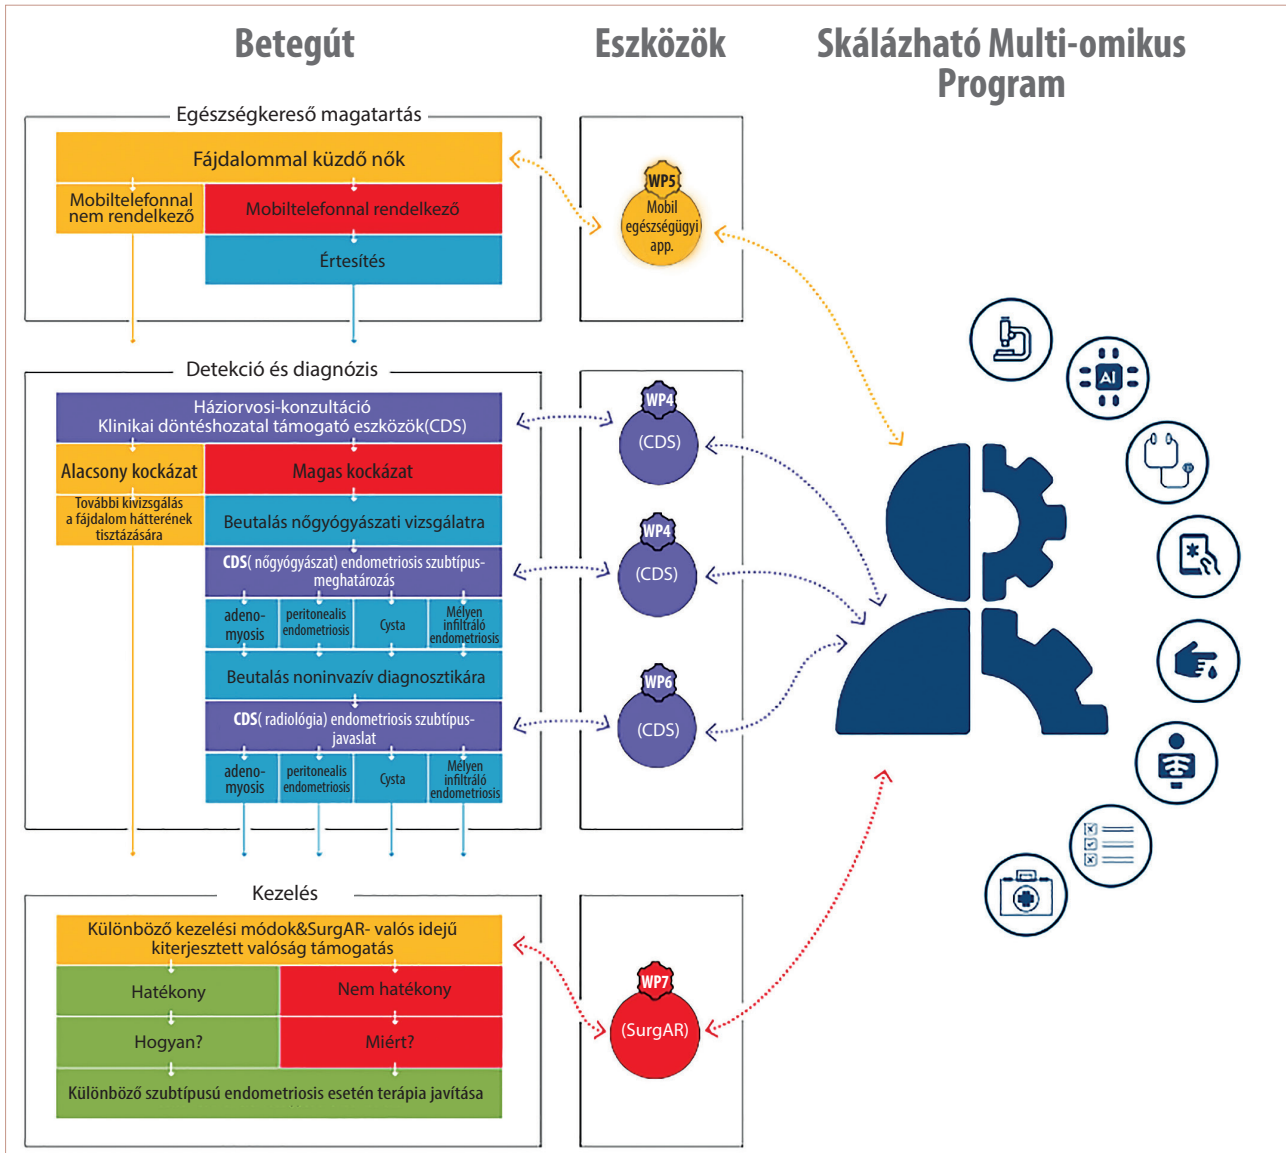 Betegút
Eszközök
Skálázható Multi-omikus
Program
Egészségkereső magatartás
Fájdalommal küzdő nők
Mobiltelefonnal
nem rendelkező
Mobiltelefonnal rendelkező
Értesítés
WP5
Mobil
egészségügyi
app.
Detekció és diagnózis
Háziorvosi-konzultáció
Klinikai döntéshozatal támogató eszközök(CDS)
Alacsony kockázat
Magas kockázat
További kivizsgálás
a fájdalom hátterének
tisztázására
Beutalás nőgyógyászati vizsgálatra
CDS( nőgyógyászat) endometriosis szubtípus-
meghatározás
adeno-
myosis
peritonealis
endometriosis
Cysta
Mélyen
infiltráló
endometriosis
Beutalás noninvazív diagnosztikára
CDS( radiológia) endometriosis szubtípus-
javaslat
adeno-
myosis
peritonealis
endometriosis
Cysta
Mélyen
infiltráló
endometriosis
WP4
(CDS)
WP4
(CDS)
WP6
(CDS)
AI
Kezelés
Különböző kezelési módok&SurgAR- valós idejű
kiterjesztett valóság támogatás
Hatékony
Nem hatékony
Hogyan?
Miért?
Különböző szubtípusú endometriosis esetén terápia javítása
WP7
(SurgAR)